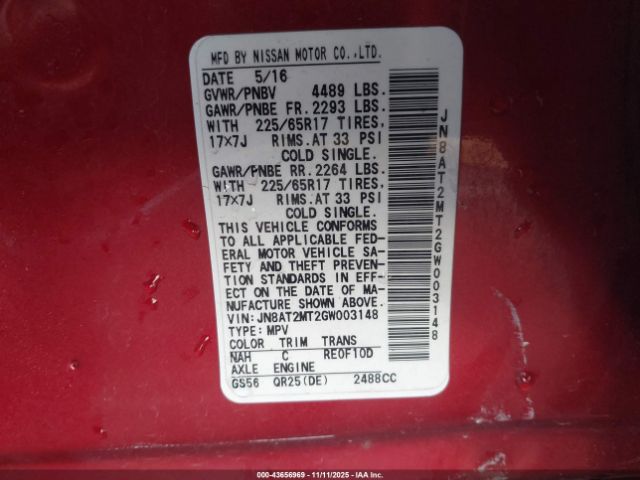 MFD BY NISSAN MOTOR CO.,LTD.
DATE 5/16
GVWR/PNBV 4489 LBS.
GAWR/PNBE FR. 2293 LBS.
WITH 225/65R17 TIRES,
17×7J RIMS.AT 33 PSI
COLD SINGLE.
GAWR/PNBE RR. 2264 LBS.
WITH 225/65R17 TIRES,
17×7J RIMS.AT 33 PSI
COLD SINGLE.
THIS VEHICLE CONFORMS
TO ALL APPLICABLE FED-
ERAL MOTOR VEHICLE SA-
FETY AND THEFT PREVEN-
TION STANDARDS IN EFF-
ECT ON THE DATE OF MA-
NUFACTURE SHOWN ABOVE.
VIN: JN8AT2MT2GW003148
TYPE: MPV
COLOR TRIM TRANS
NAH C RE0F10D
AXLE ENGINE
GS56 QR25(DE) 2488CC
JN8AT2MT2GW003148
000-43656969 - 11/11/2025 - IAA Inc.